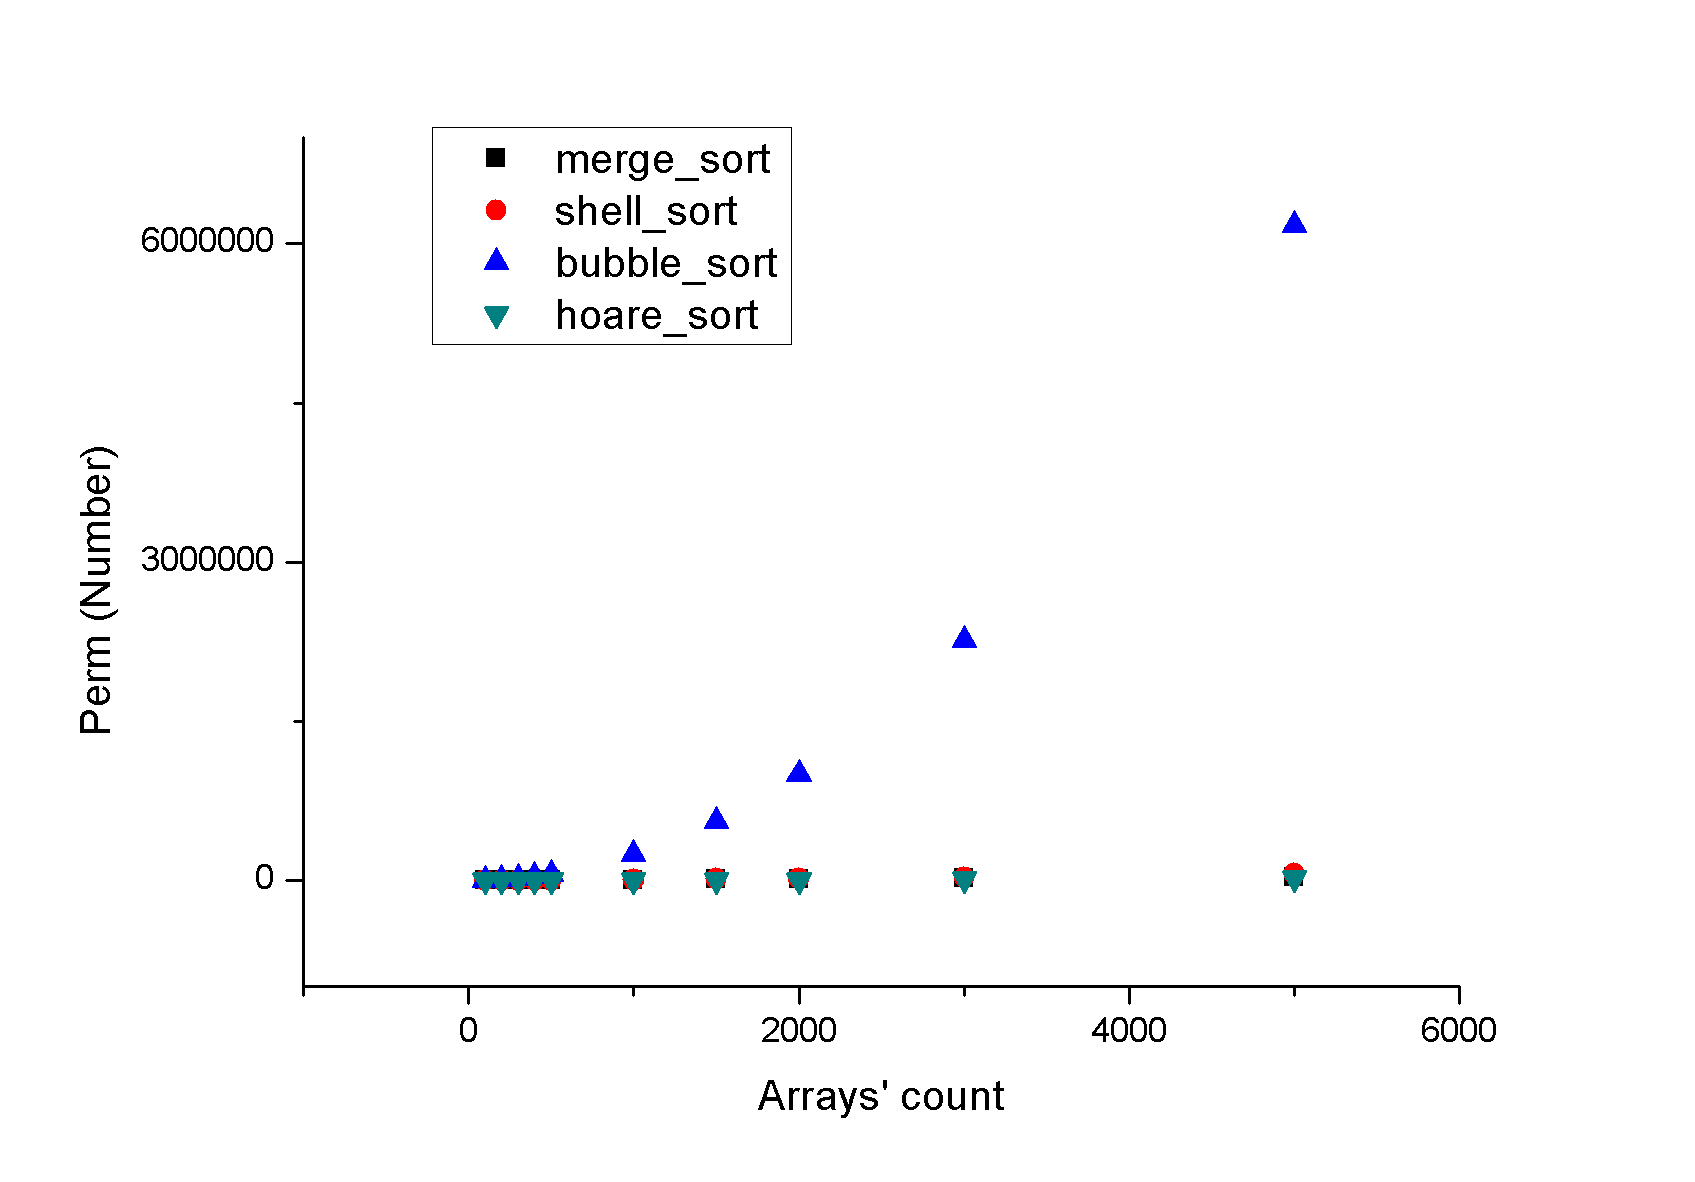 merge_sort
shell_sort
bubble_sort
hoare_sort
6000000
3000000
0
Perm (Number)
0 2000 4000 6000
Arrays' count